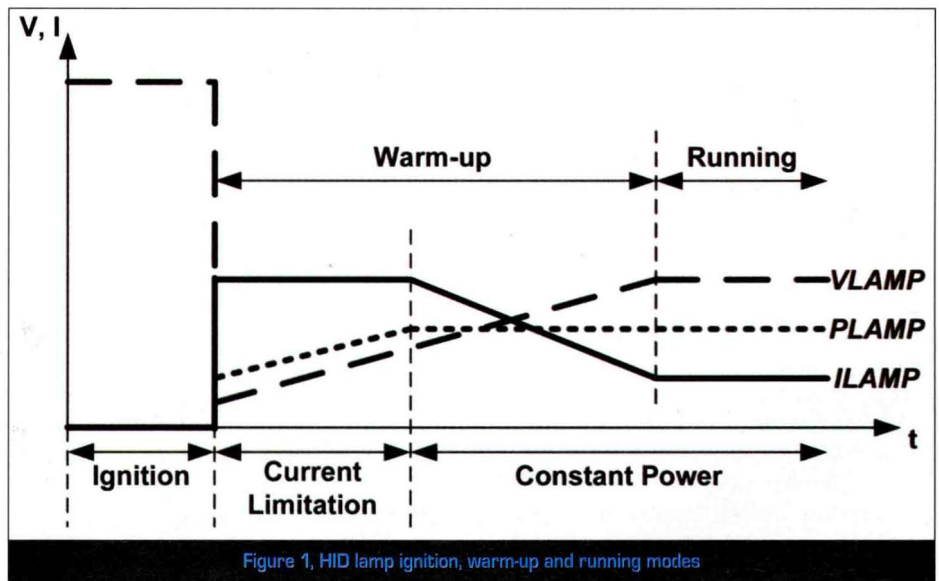 V, I
Warm-up
Running
VLAMP
PLAMP
ILAMP
t
Ignition
Current
Limitation
Constant Power
Figure 1, HID lamp ignition, warm-up and running modes